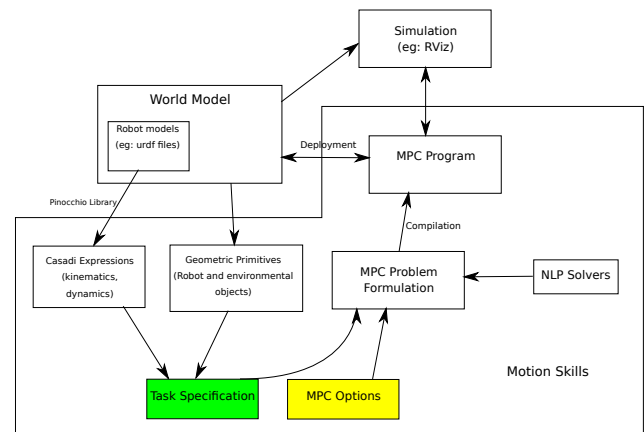 Simulation
(eg: RViz)
World Model
Robot models
(eg: urdf files)
Deployment
MPC Program
Pinocchio Library
Compilation
Casadi Expressions
(kinematics,
dynamics)
Geometric Primitives
(Robot and environmental
objects)
MPC Problem
Formulation
NLP Solvers
Motion Skills
Task Specification
MPC Options